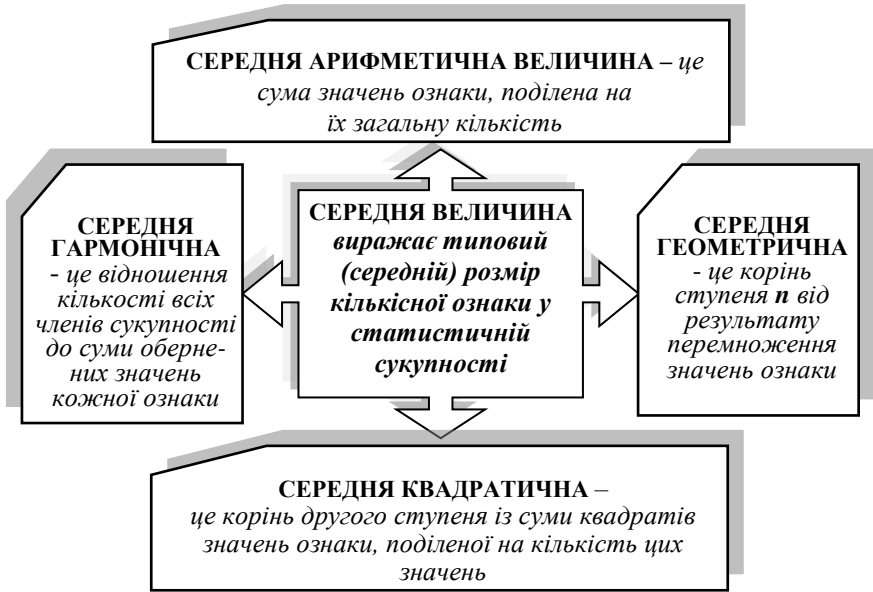 СЕРЕДНЯ АРИФМЕТИЧНА ВЕЛИЧИНА – це
сума значень ознаки, поділена на
їх загальну кількість
СЕРЕДНЯ
ГАРМОНІЧНА
- це відношення
кількості всіх
членів сукупності
до суми оберне-
них значень
кожної ознаки
СЕРЕДНЯ ВЕЛИЧИНА
виражає типовий
(середній) розмір
кількісної ознаки у
статистичній
сукупності
СЕРЕДНЯ
ГЕОМЕТРИЧНА
- це корінь
ступеня n від
результату
перемноження
значень ознаки
СЕРЕДНЯ КВАДРАТИЧНА –
це корінь другого ступеня із суми квадратів
значень ознаки, поділеної на кількість цих
значень